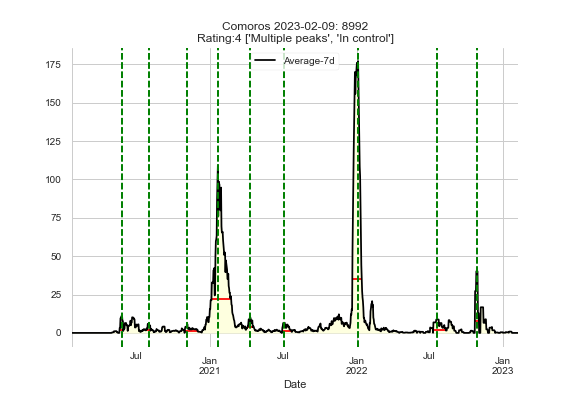 Comoros 2023-02-09: 8992
Rating:4 ['Multiple peaks', 'In control']
Average-7d
175
150
125
100
75
50
25
0
Jul
Jan
2021
Jul
Jan
2022
Jul
Jan
2023
Date